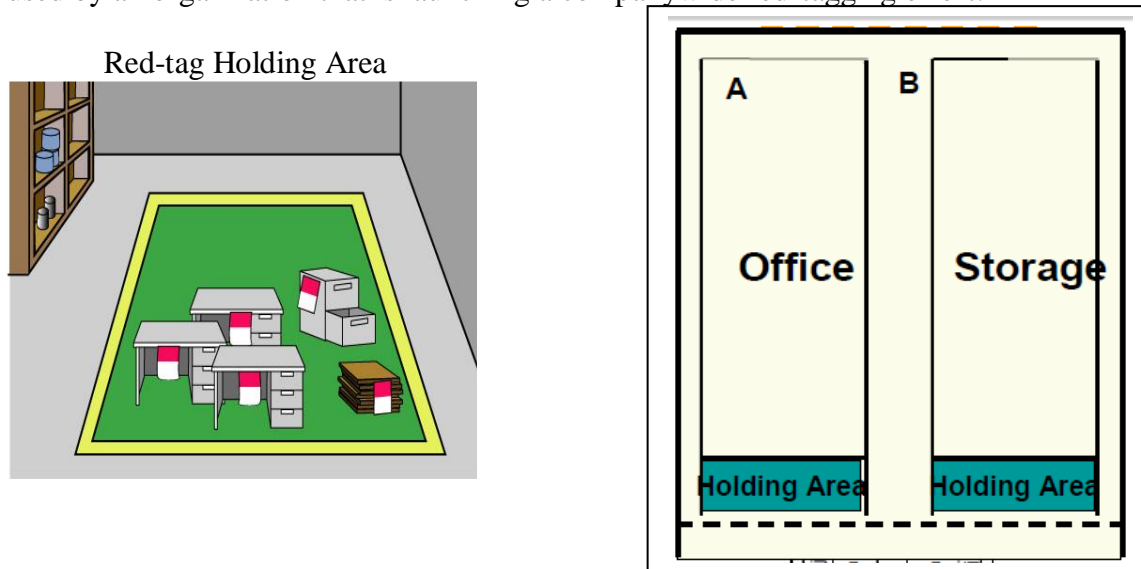 Red-tag Holding Area
A
B
Office
Storage
Holding Area
Holding Area